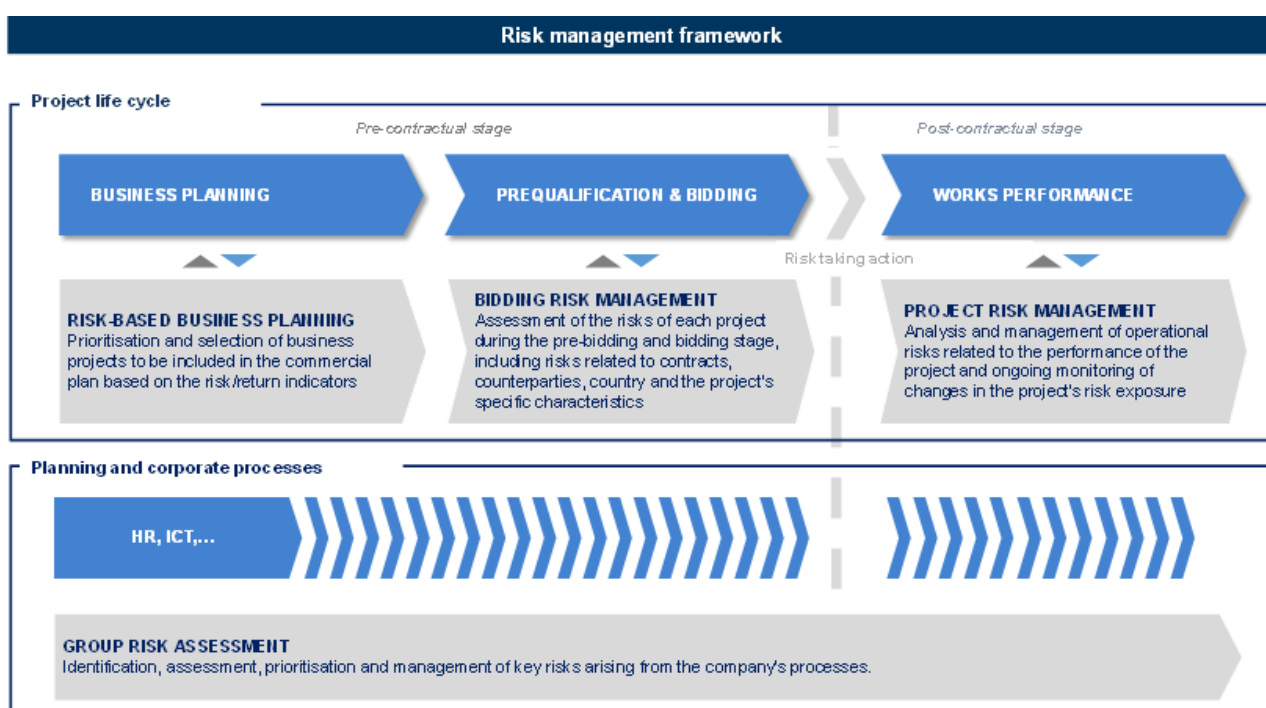 Risk management framework
Project life cycle
Pre-contractual stage
Post-contractual stage
BUSINESS PLANNING
PREQUALIFICATION & BIDDING
WORKS PERFORMANCE
Risk taking action
RISK-BASED BUSINESS PLANNING
Prioritisation and selection of business
projects to be included in the commercial
plan based on the risk/return indicators
BIDDING RISK MANAGEMENT
Assessment of the risks of each project
during the pre-bidding and bidding stage,
including risks related to contracts,
counterparties, country and the project's
specific characteristics
PROJECT RISK MANAGEMENT
Analysis and management of operational
risks related to the performance of the
project and ongoing monitoring of
changes in the project's risk exposure
Planning and corporate processes
HR, ICT,...
GROUP RISK ASSESSMENT
Identification, assessment, prioritisation and management of key risks arising from the company's processes.